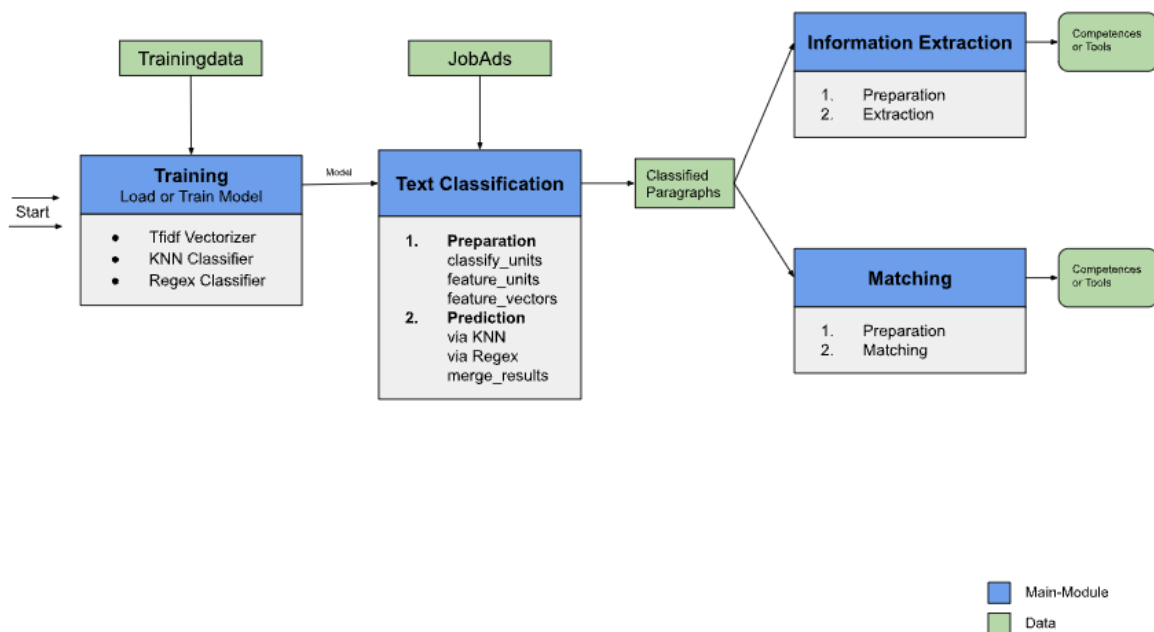 Trainingdata
JobAds
Information Extraction
1. Preparation
2. Extraction
Competences
or Tools
Start
Training
Load or Train Model
● Tfidf Vectorizer
● KNN Classifier
● Regex Classifier
Model
Text Classification
1. Preparation
classify_units
feature_units
feature_vectors
2. Prediction
via KNN
via Regex
merge_results
Classified
Paragraphs
Matching
1. Preparation
2. Matching
Competences
or Tools
Main-Module
Data